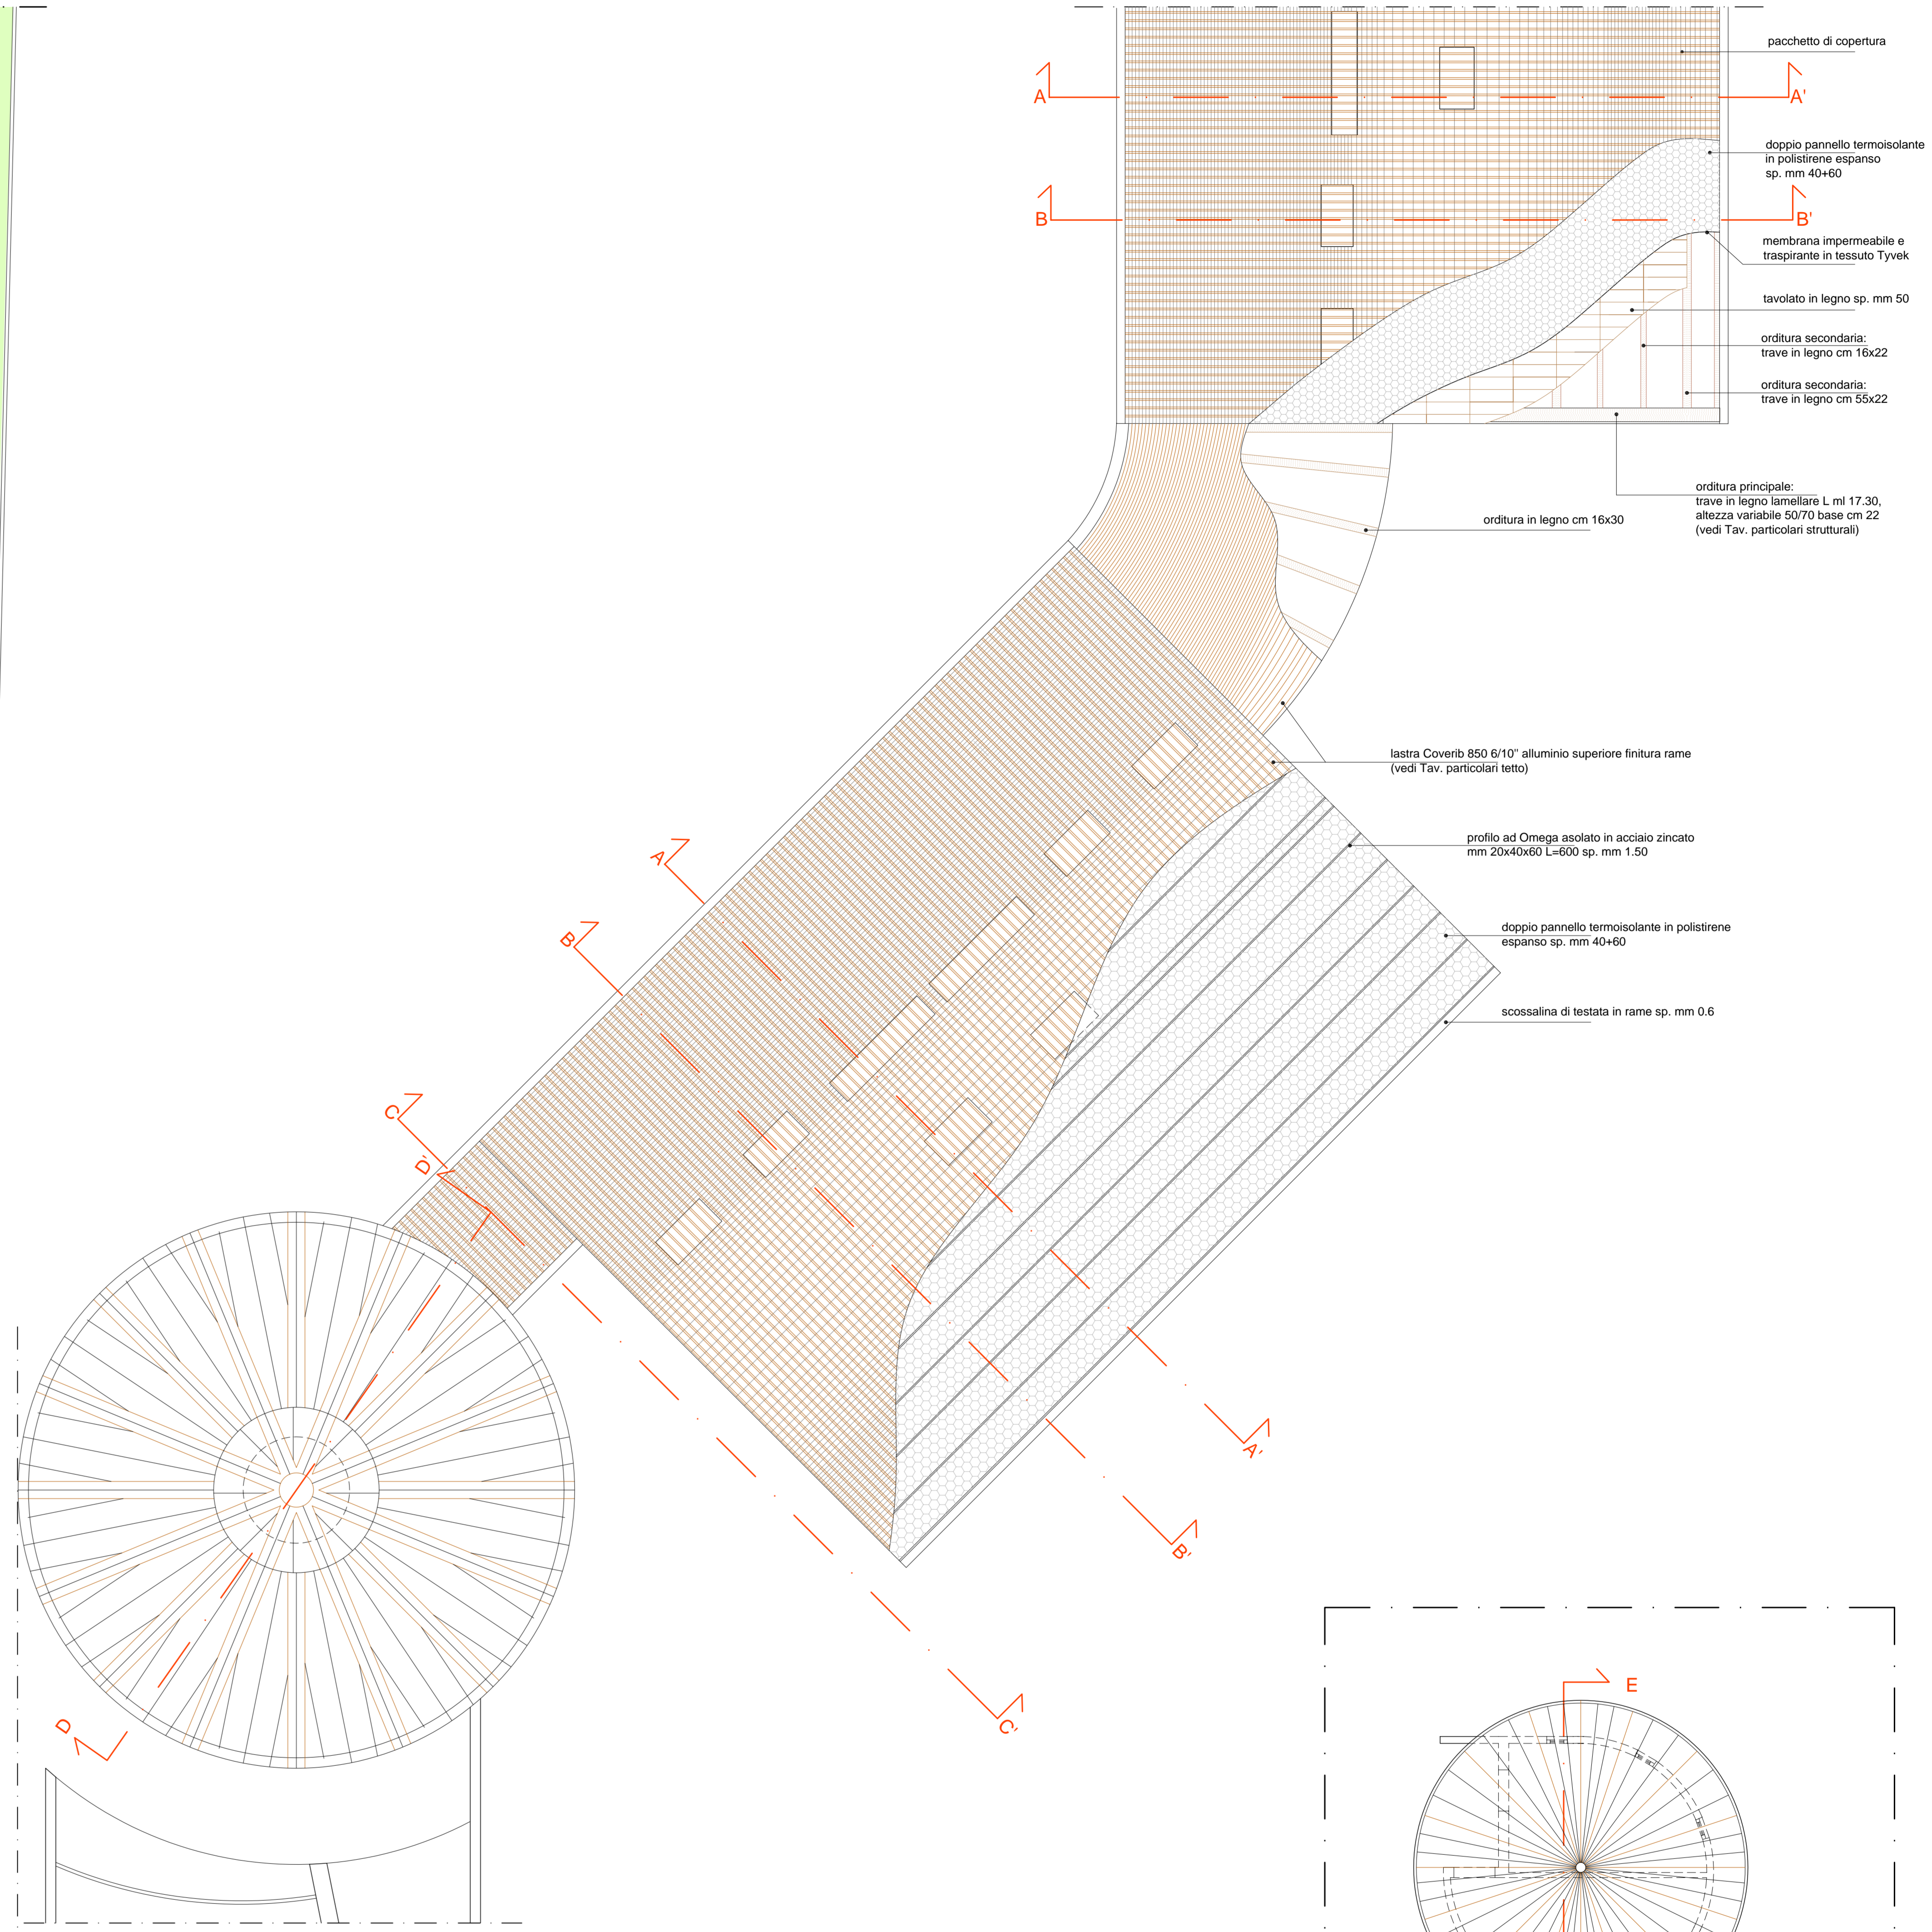 pacchetto di copertura
A
A'
doppio pannello termoisolante
in polistirene espanso
sp. mm 40+60
B
B'
membrana impermeabile e
traspirante in tessuto Tyvek
tavolato in legno sp. mm 50
orditura secondaria:
trave in legno cm 16x22
orditura secondaria:
trave in legno cm 55x22
orditura principale:
trave in legno lamellare L ml 17.30,
altezza variabile 50/70 base cm 22
(vedi Tav. particolari strutturali)
orditura in legno cm 16x30
lastra Coverib 850 6/10" alluminio superiore finitura rame
(vedi Tav. particolari tetto)
profilo ad Omega asolato in acciaio zincato
mm 20x40x60 L=600 sp. mm 1.50
A
doppio pannello termoisolante in polistirene
espanso sp. mm 40+60
B
scossalina di testata in rame sp. mm 0.6
C
D'
A'
B'
E
D
C'